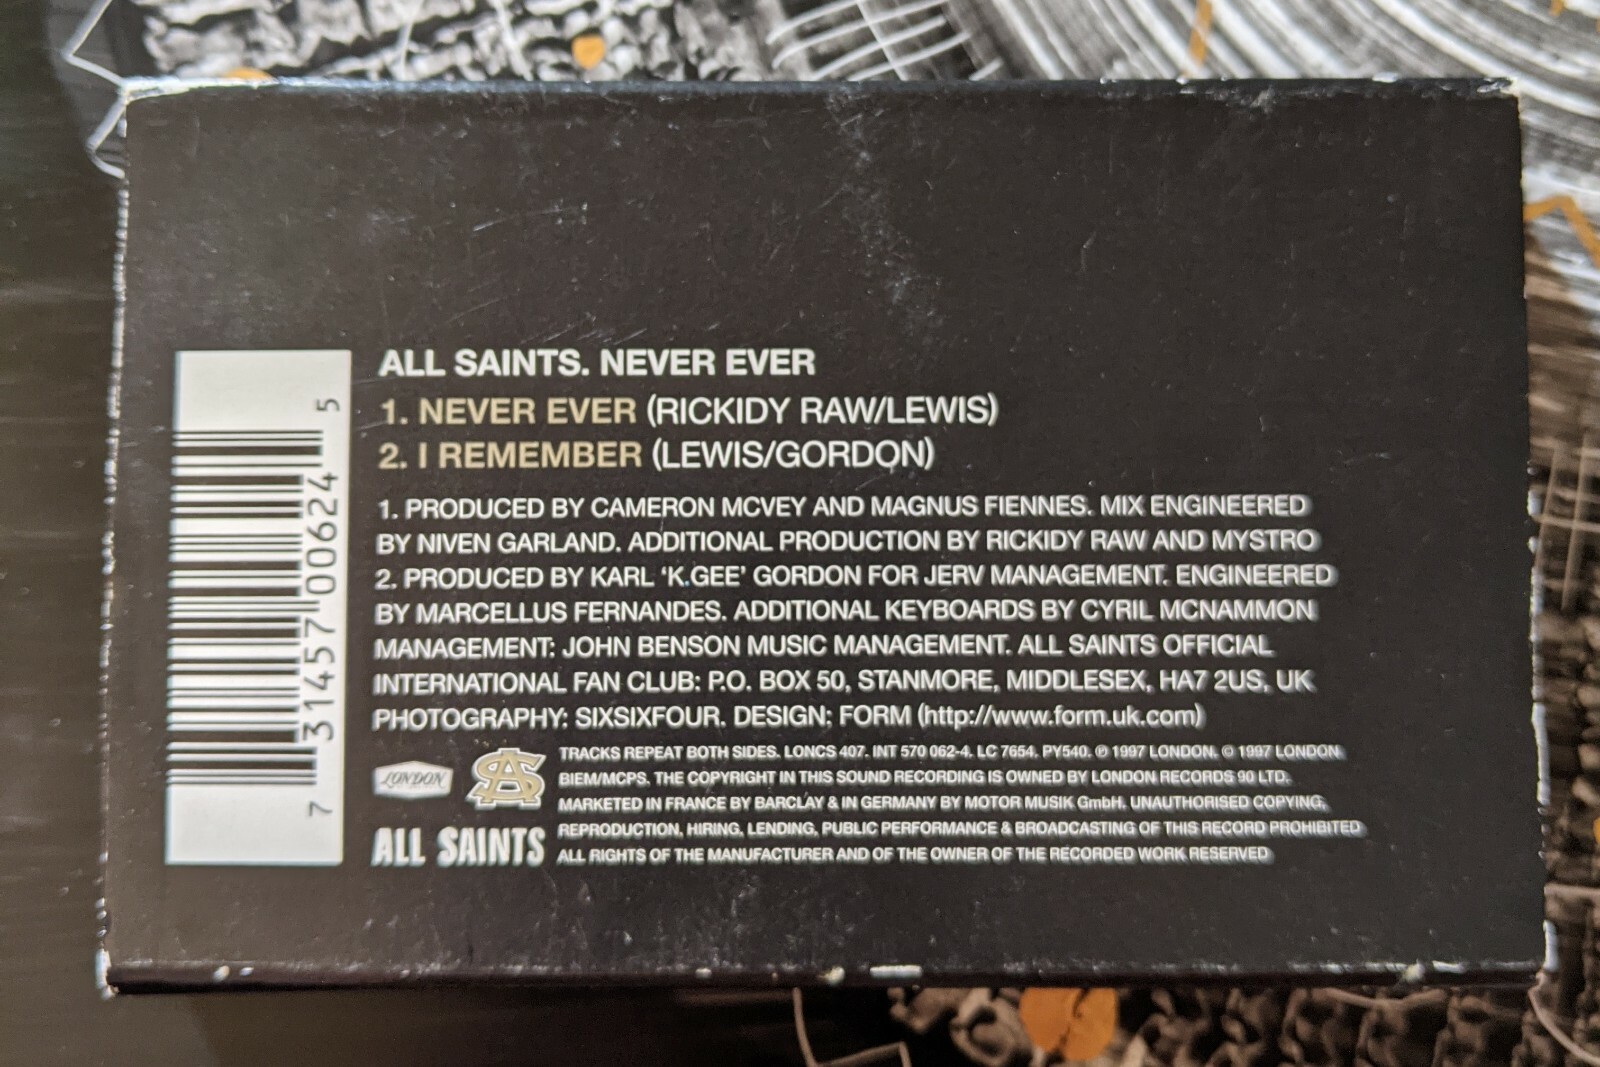 ALL SAINTS. NEVER EVER
1. NEVER EVER (RICKIDY RAW/LEWIS)
2. I REMEMBER (LEWIS/GORDON)
1. PRODUCED BY CAMERON MCVEY AND MAGNUS FIENNES. MIX ENGINEERED
BY NIVEN GARLAND. ADDITIONAL PRODUCTION BY RICKIDY RAW AND MYSTRO
2. PRODUCED BY KARL ‘K.GEE’ GORDON FOR JERV MANAGEMENT. ENGINEERED
BY MARCELLUS FERNANDES. ADDITIONAL KEYBOARDS BY CYRIL MCNAMMON
MANAGEMENT: JOHN BENSON MUSIC MANAGEMENT. ALL SAINTS OFFICIAL
INTERNATIONAL FAN CLUB: P.O. BOX 50, STANMORE, MIDDLESEX, HA7 2US, UK
PHOTOGRAPHY: SIXSIXFOUR. DESIGN: FORM (http://www.form.uk.com)
TRACKS REPEAT BOTH SIDES. LONCS 407. INT 570 062-4. LC 7654. PY540. ℗ 1997 LONDON. © 1997 LONDON
BIEM/MCPS. THE COPYRIGHT IN THIS SOUND RECORDING IS OWNED BY LONDON RECORDS 90 LTD.
MARKETED IN FRANCE BY BARCLAY & IN GERMANY BY MOTOR MUSIK GmbH. UNAUTHORISED COPYING,
REPRODUCTION, HIRING, LENDING, PUBLIC PERFORMANCE & BROADCASTING OF THIS RECORD PROHIBITED
ALL RIGHTS OF THE MANUFACTURER AND OF THE OWNER OF THE RECORDED WORK RESERVED
LONDON
AS
ALL SAINTS
7 31457 00624 5